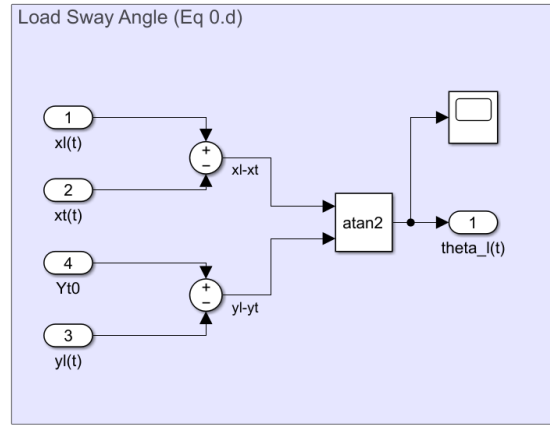 Load Sway Angle (Eq 0.d)
1
xl(t)
+
−
xl-xt
2
xt(t)
atan2
1
theta_l(t)
4
Yt0
+
−
yl-yt
3
yl(t)